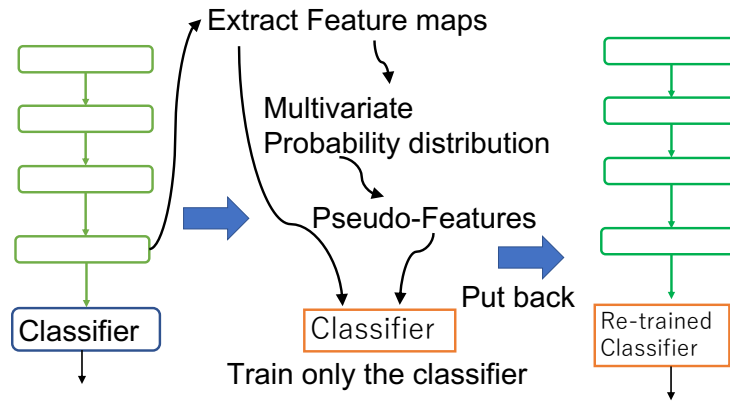 Extract Feature maps
Multivariate
Probability distribution
Pseudo-Features
Put back
Classifier
Classifier
Re-trained
Classifier
Train only the classifier